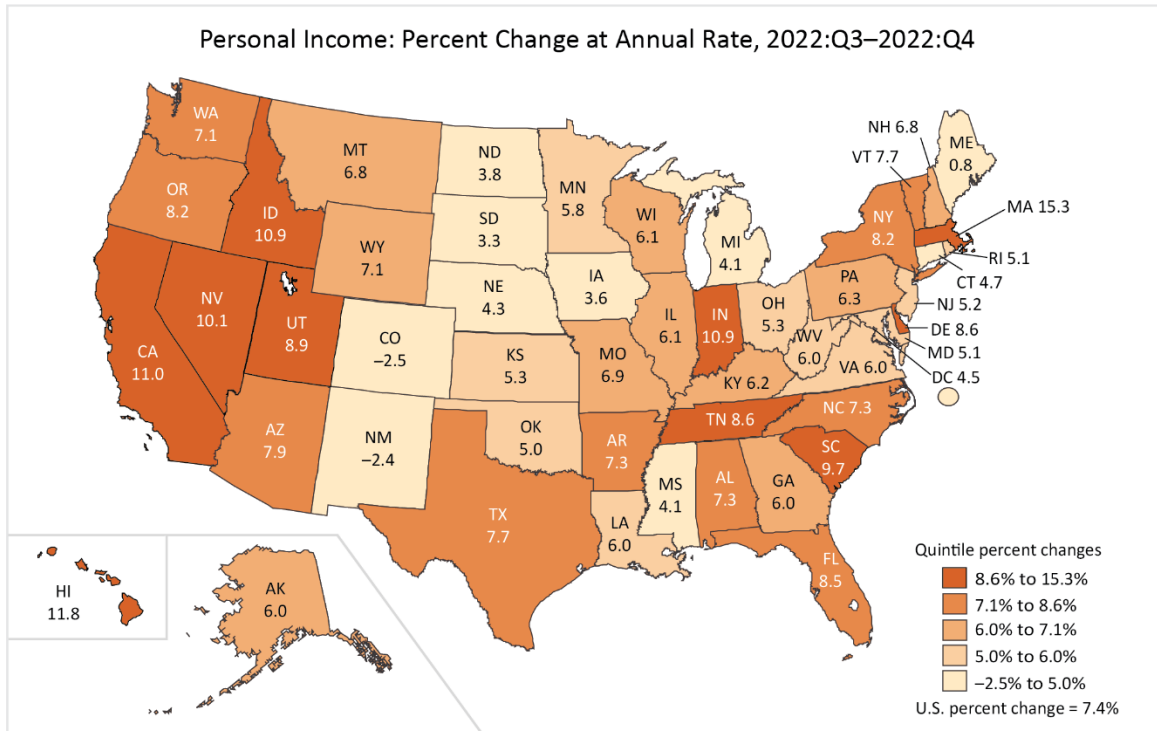 Personal Income: Percent Change at Annual Rate, 2022:Q3–2022:Q4
WA
7.1
OR
8.2
CA
11.0
NV
10.1
ID
10.9
UT
8.9
AZ
7.9
MT
6.8
WY
7.1
CO
–2.5
NM
–2.4
ND
3.8
SD
3.3
NE
4.3
KS
5.3
OK
5.0
TX
7.7
MN
5.8
IA
3.6
MO
6.9
AR
7.3
LA
6.0
WI
6.1
IL
6.1
MS
4.1
MI
4.1
IN
10.9
KY 6.2
TN 8.6
AL
7.3
OH
5.3
WV
6.0
GA
6.0
FL
8.5
SC
9.7
NC 7.3
VA 6.0
PA
6.3
NY
8.2
VT 7.7
NH 6.8
ME
0.8
MA 15.3
RI 5.1
CT 4.7
NJ 5.2
DE 8.6
MD 5.1
DC 4.5
HI
11.8
AK
6.0
Quintile percent changes
8.6% to 15.3%
7.1% to 8.6%
6.0% to 7.1%
5.0% to 6.0%
–2.5% to 5.0%
U.S. percent change = 7.4%